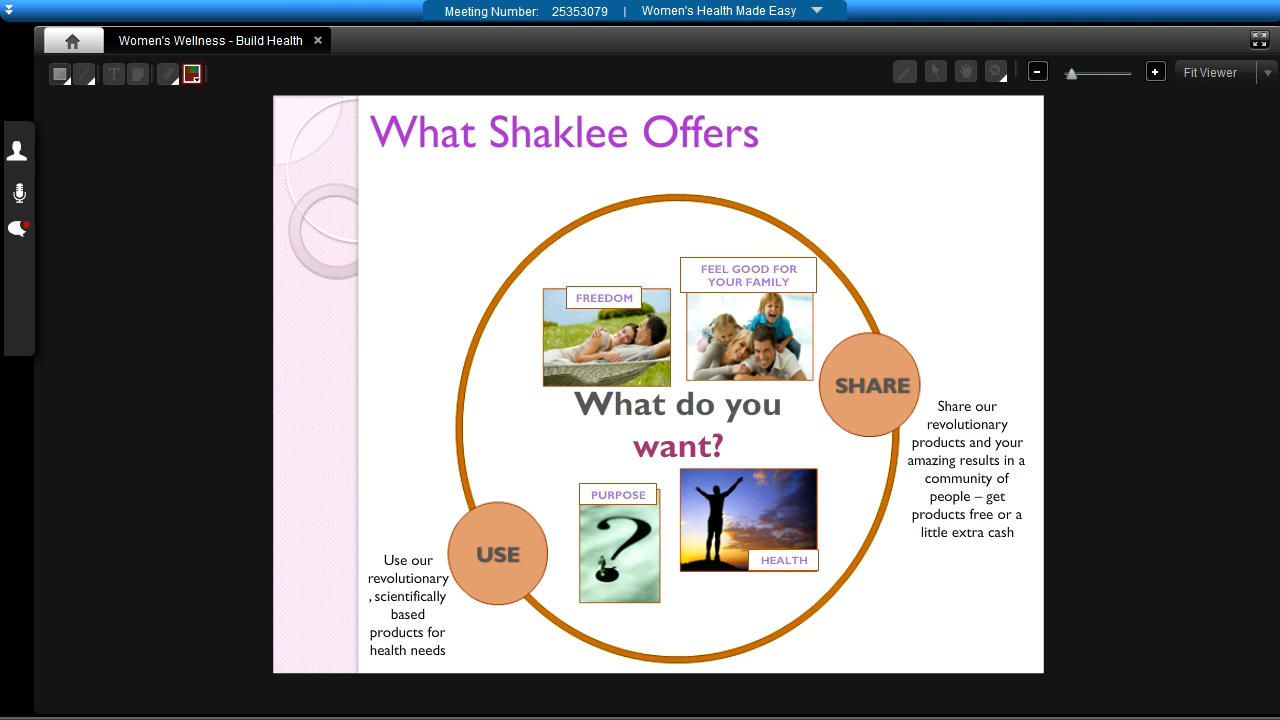 Meeting Number: 25353079 | Women's Health Made Easy
Women's Wellness - Build Health
Fit Viewer
What Shaklee Offers
FEEL GOOD FOR
YOUR FAMILY
FREEDOM
SHARE
What do you
want?
Share our
revolutionary
products and your
amazing results in a
community of
people – get
products free or a
little extra cash
PURPOSE
HEALTH
USE
Use our
revolutionary
, scientifically
based
products for
health needs